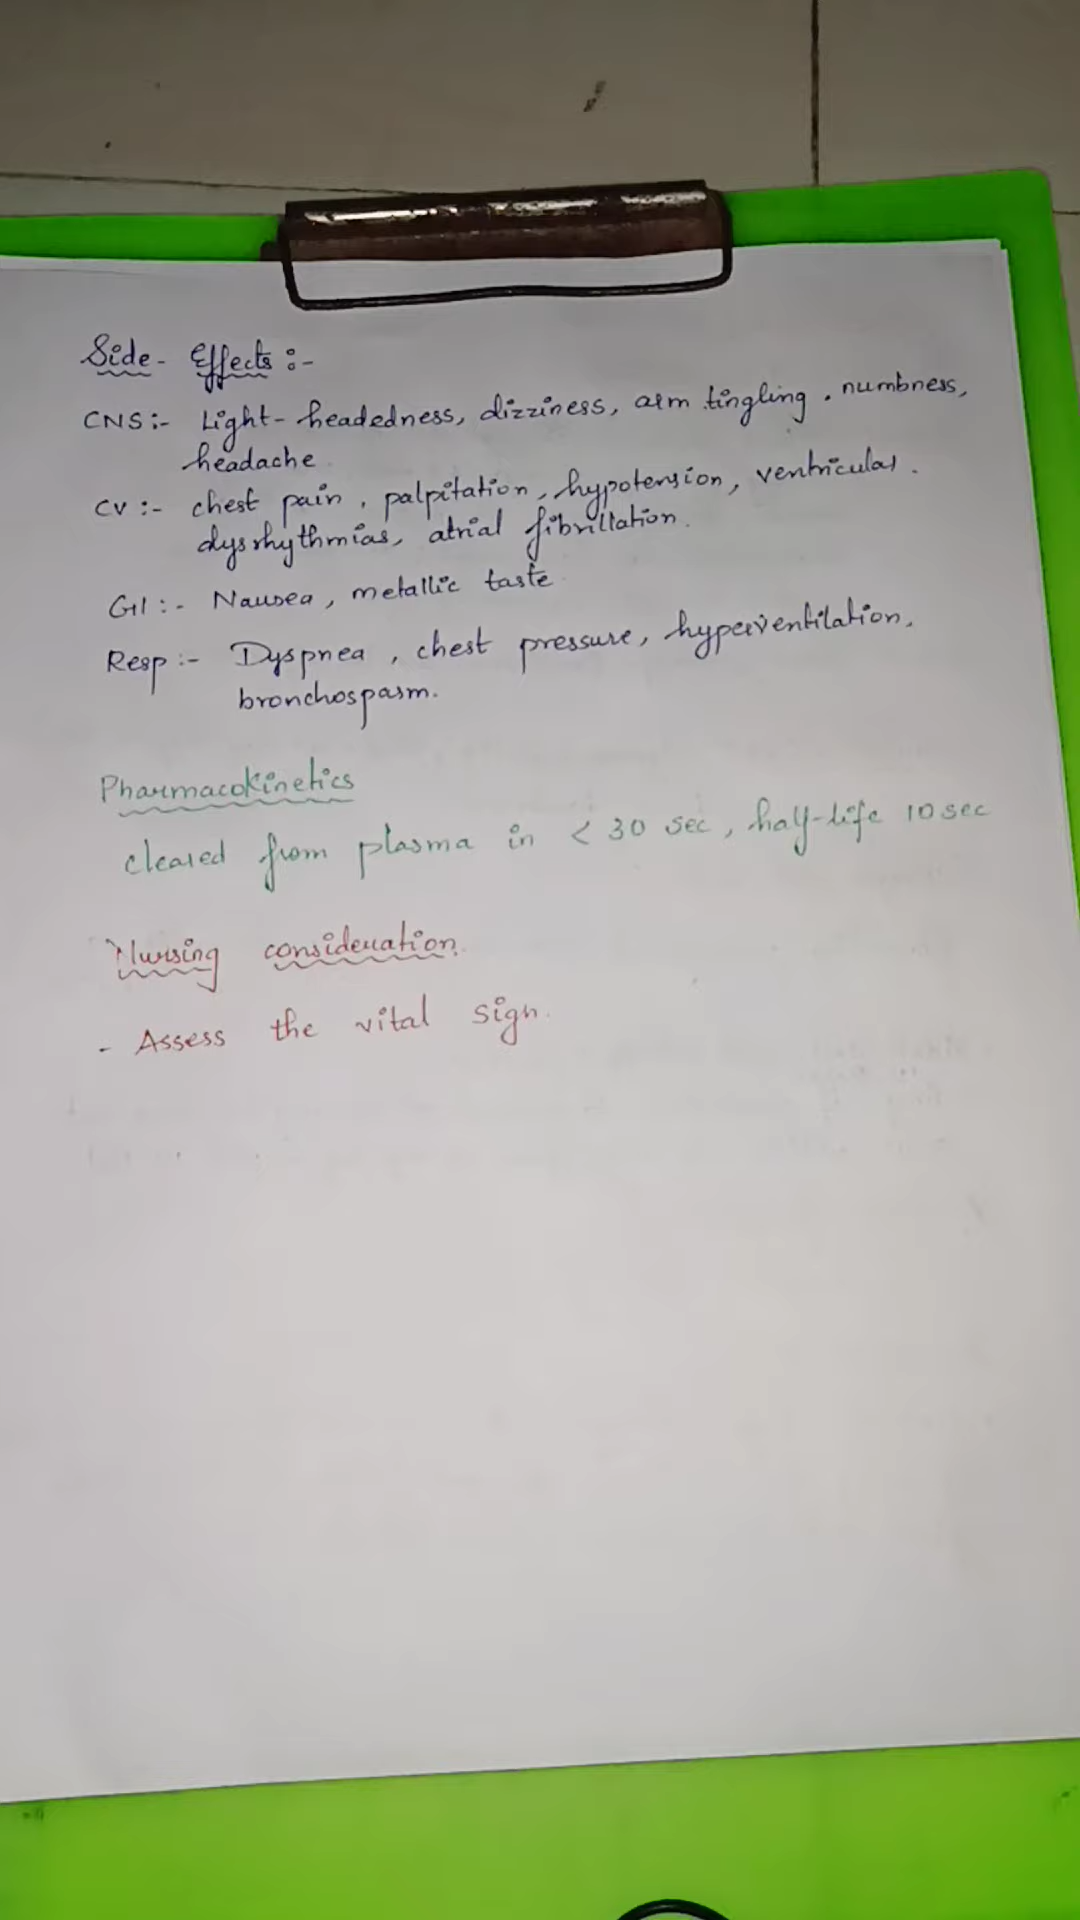 Side-Effects :-
CNS :- Light-headedness, dizziness, arm tingling, numbness,
headache
CV :- chest pain, palpitation, hypotension, ventricular
dysrhythmias, atrial fibrillation.
GI :- Nausea, metallic taste
Resp :- Dyspnea, chest pressure, hyperventilation,
bronchospasm.
Pharmacokinetics
cleared from plasma in < 30 sec, half-life 10 sec
Nursing consideration.
- Assess the vital sign.